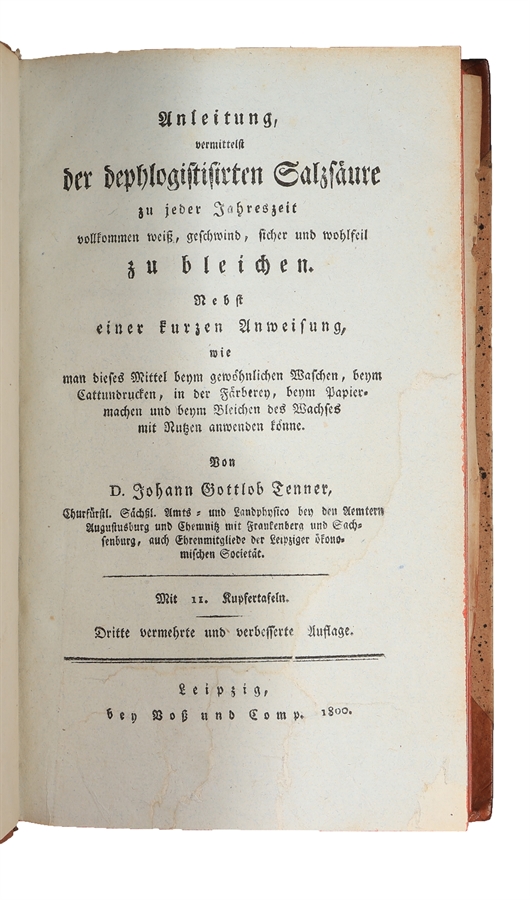 Anleitung,
vermittelst
der dephlogistisirten Salzsäure
zu jeder Jahreszeit
vollkommen weiß, geschwind, sicher und wohlfeil
zu bleichen.
Nebst
einer kurzen Anweisung,
wie
man dieses Mittel beym gewöhnlichen Waschen, beym
Cattundrucken, in der Färberey, beym Papier-
machen und beym Bleichen des Wachses
mit Nutzen anwenden könne.
Von
D. Johann Gottlob Tenner,
Churfürstl. Sächßl. Amts- und Landphysico bey den Aemtern
Augustusburg und Chemnitz mit Frankenberg und Sach-
senburg, auch Ehrenmitgliede der Leipziger ökono-
mischen Societät.
Mit 11. Kupfertafeln.
Dritte vermehrte und verbesserte Auflage.
Leipzig,
bey Voß und Comp. 1800.